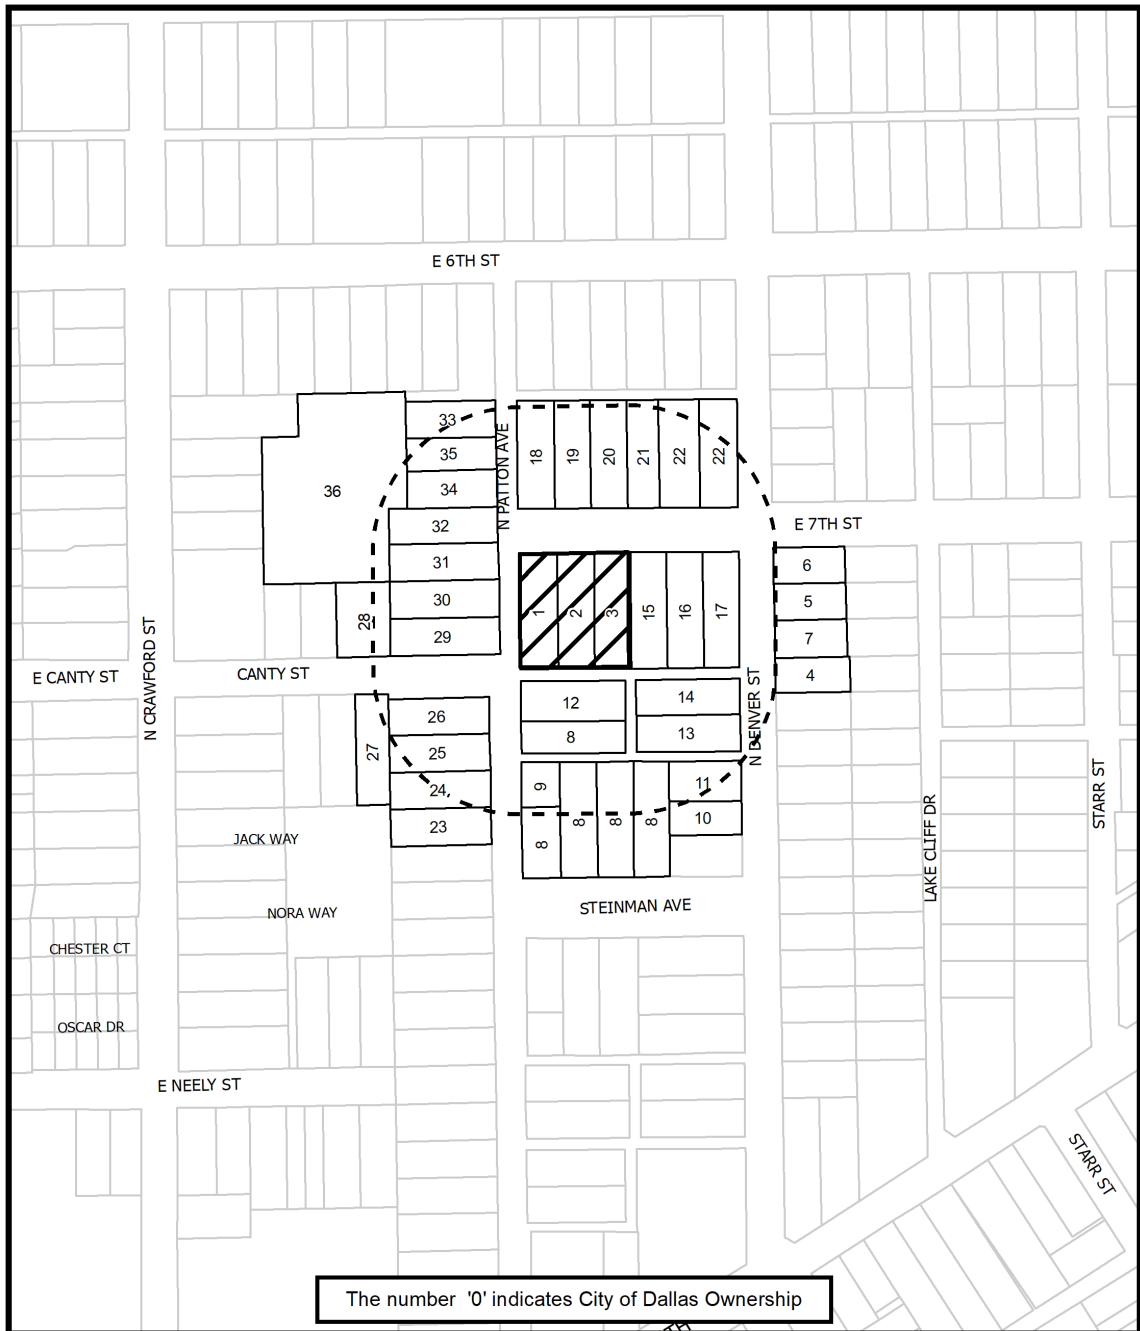 E 6TH ST
33
N PATTON AVE
35
18
19
20
21
22
22
36
34
32
E 7TH ST
31
6
30
5
28
1
2
3
15
16
17
29
7
N CRAWFORD ST
E CANTY ST
CANTY ST
4
12
14
26
N DENVER ST
8
13
25
27
24
9
11
STARR ST
23
8
8
8
10
JACK WAY
8
LAKE CLIFF DR
NORA WAY
STEINMAN AVE
CHESTER CT
OSCAR DR
E NEELY ST
STARR ST
The number '0' indicates City of Dallas Ownership